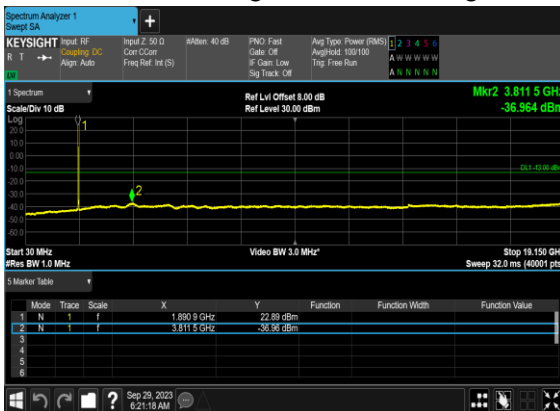 Spectrum Analyzer 1
Swept SA
KEYSIGHT Input: RF Input Z: 50 Ω #Atten: 40 dB PNO: Fast Avg Type: Power (RMS) 1 2 3 4 5 6
R T Coupling: DC Corr CCorr Gate: Off Avg|Hold: 100/100 A W W W W W
Align: Auto Freq Ref: Int (S) IF Gain: Low Trig: Free Run
LV Sig Track: Off A N N N N N
1 Spectrum Ref Lvl Offset 8.00 dB Mkr2 3.811 5 GHz
Scale/Div 10 dB Ref Level 30.00 dBm -36.964 dBm
Log
20.0 1
10.0
0.00
-10.0 DL1 -13.00 dBm
-20.0
-30.0 2
-40.0
-50.0
-60.0
Start 30 MHz Video BW 3.0 MHz* Stop 19.150 GH
#Res BW 1.0 MHz Sweep 32.0 ms (40001 pts
5 Marker Table
Mode Trace Scale X Y Function Function Width Function Value
1 N 1 f 1.890 9 GHz 22.89 dBm
2 N 1 f 3.811 5 GHz -36.96 dBm
3
4
5
6
? Sep 29, 2023
6:21:18 AM